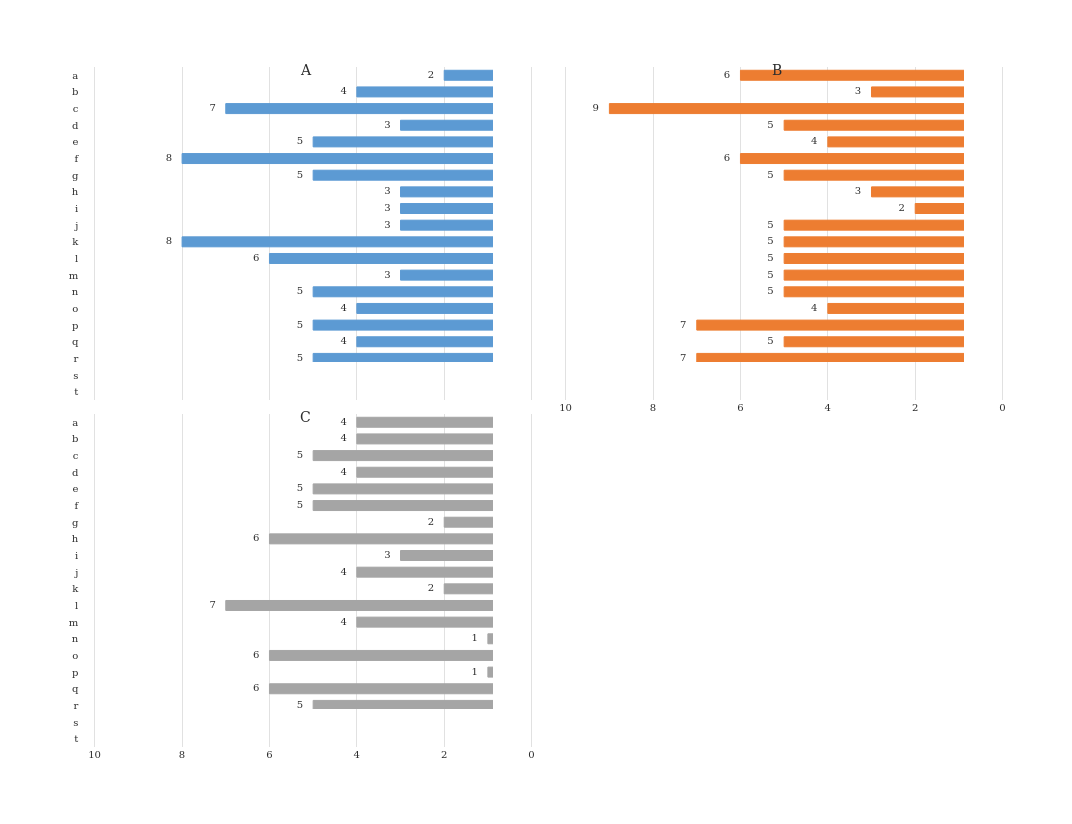 A B
a 2 6
b 4 3
c 7 9
d 3 5
e 5 4
f 8 6
g 5 5
h 3 3
i 3 2
j 3 5
k 8 5
l 6 5
m 3 5
n 5 5
o 4 4
p 5 7
q 4 5
r 5 7
s
t
10 8 6 4 2 0
C
a 4
b 4
c 5
d 4
e 5
f 5
g 2
h 6
i 3
j 4
k 2
l 7
m 4
n 1
o 6
p 1
q 6
r 5
s
t
10 8 6 4 2 0